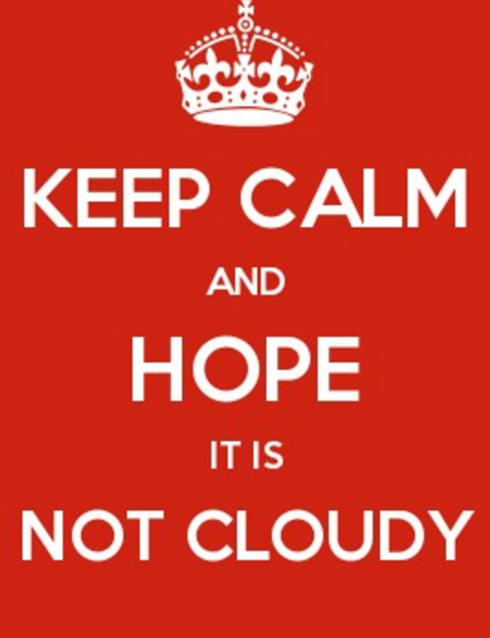 KEEP CALM
AND
HOPE
IT IS
NOT CLOUDY